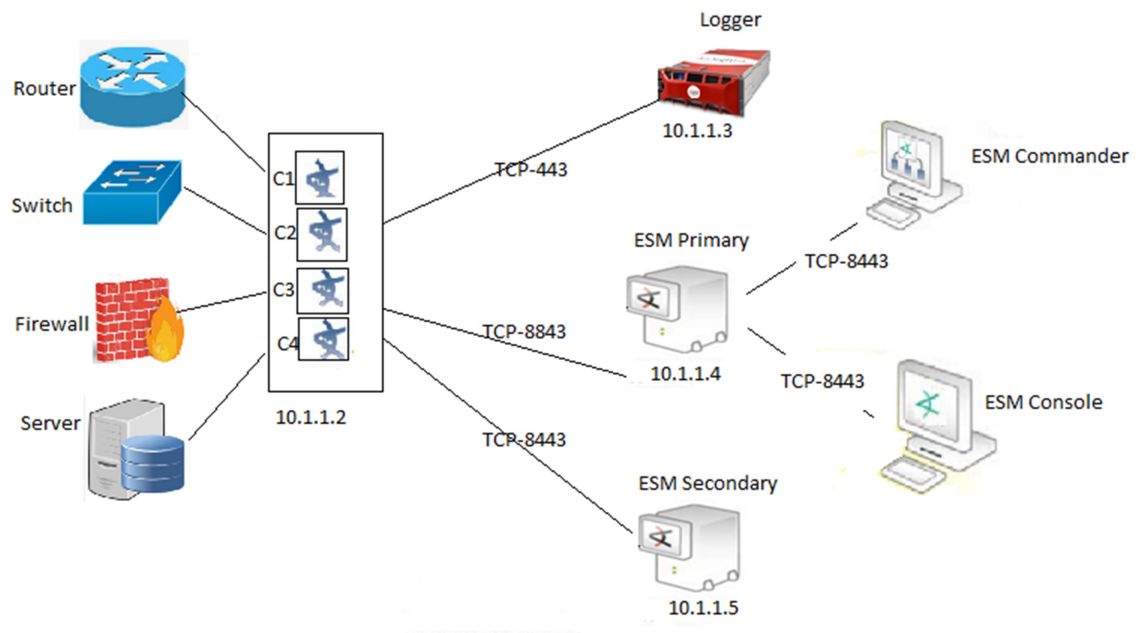 Logger
Router
10.1.1.3
ESM Commander
TCP-443
C1
Switch
C2
ESM Primary
TCP-8443
C3
Firewall
TCP-8843
C4
10.1.1.4
TCP-8443
ESM Console
10.1.1.2
Server
TCP-8443
ESM Secondary
10.1.1.5